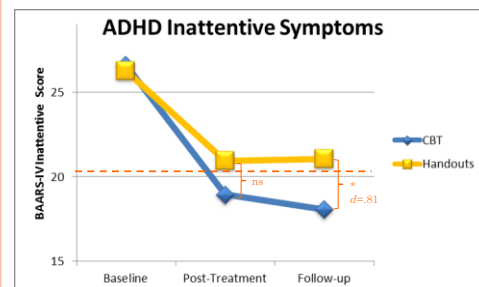 ADHD Inattentive Symptoms
BAARS-IV Inattentive Score
25
20
15
ns
*
d=.81
CBT
Handouts
Baseline
Post-Treatment
Follow-up